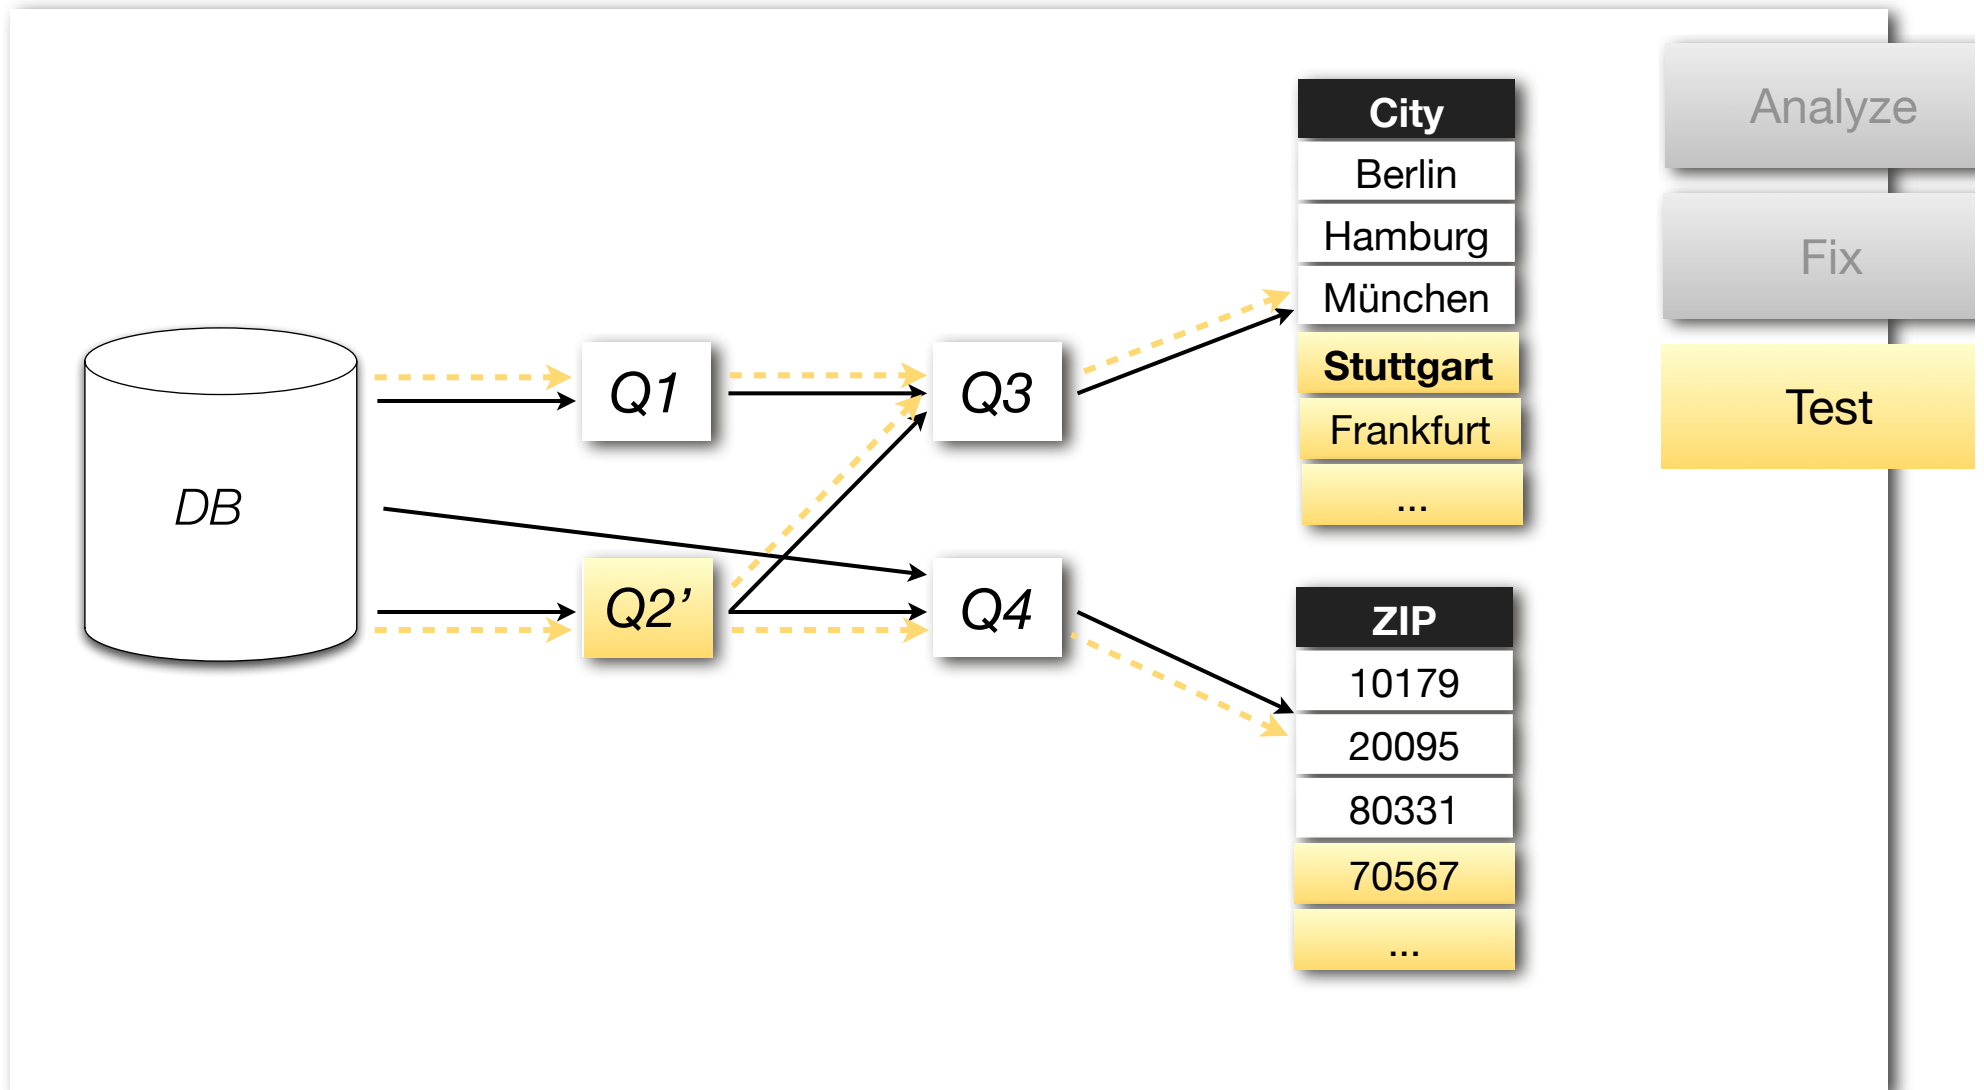 DB
Q1
Q2’
Q3
Q4
City
Berlin
Hamburg
München
Stuttgart
Frankfurt
...
ZIP
10179
20095
80331
70567
...
Analyze
Fix
Test